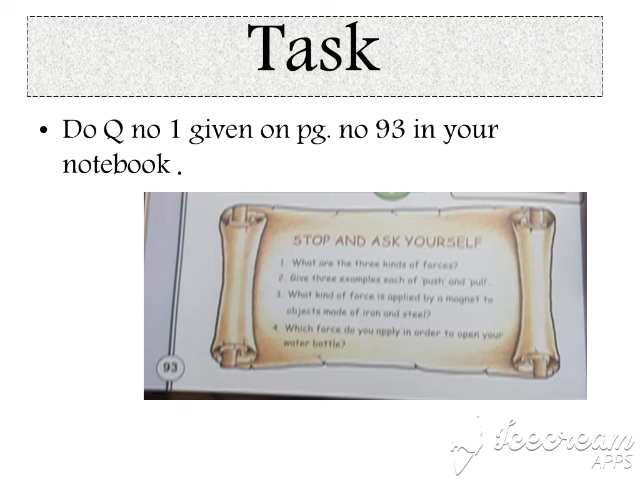 Task
• Do Q no 1 given on pg. no 93 in your
notebook .
STOP AND ASK YOURSELF
1. What are the three kinds of forces?
2. Give three examples each of 'push' and 'pull'.
3. What kind of force is applied by a magnet to
objects made of iron and steel?
4. Which force do you apply in order to open your
water bottle?
93
Icecream
APPS